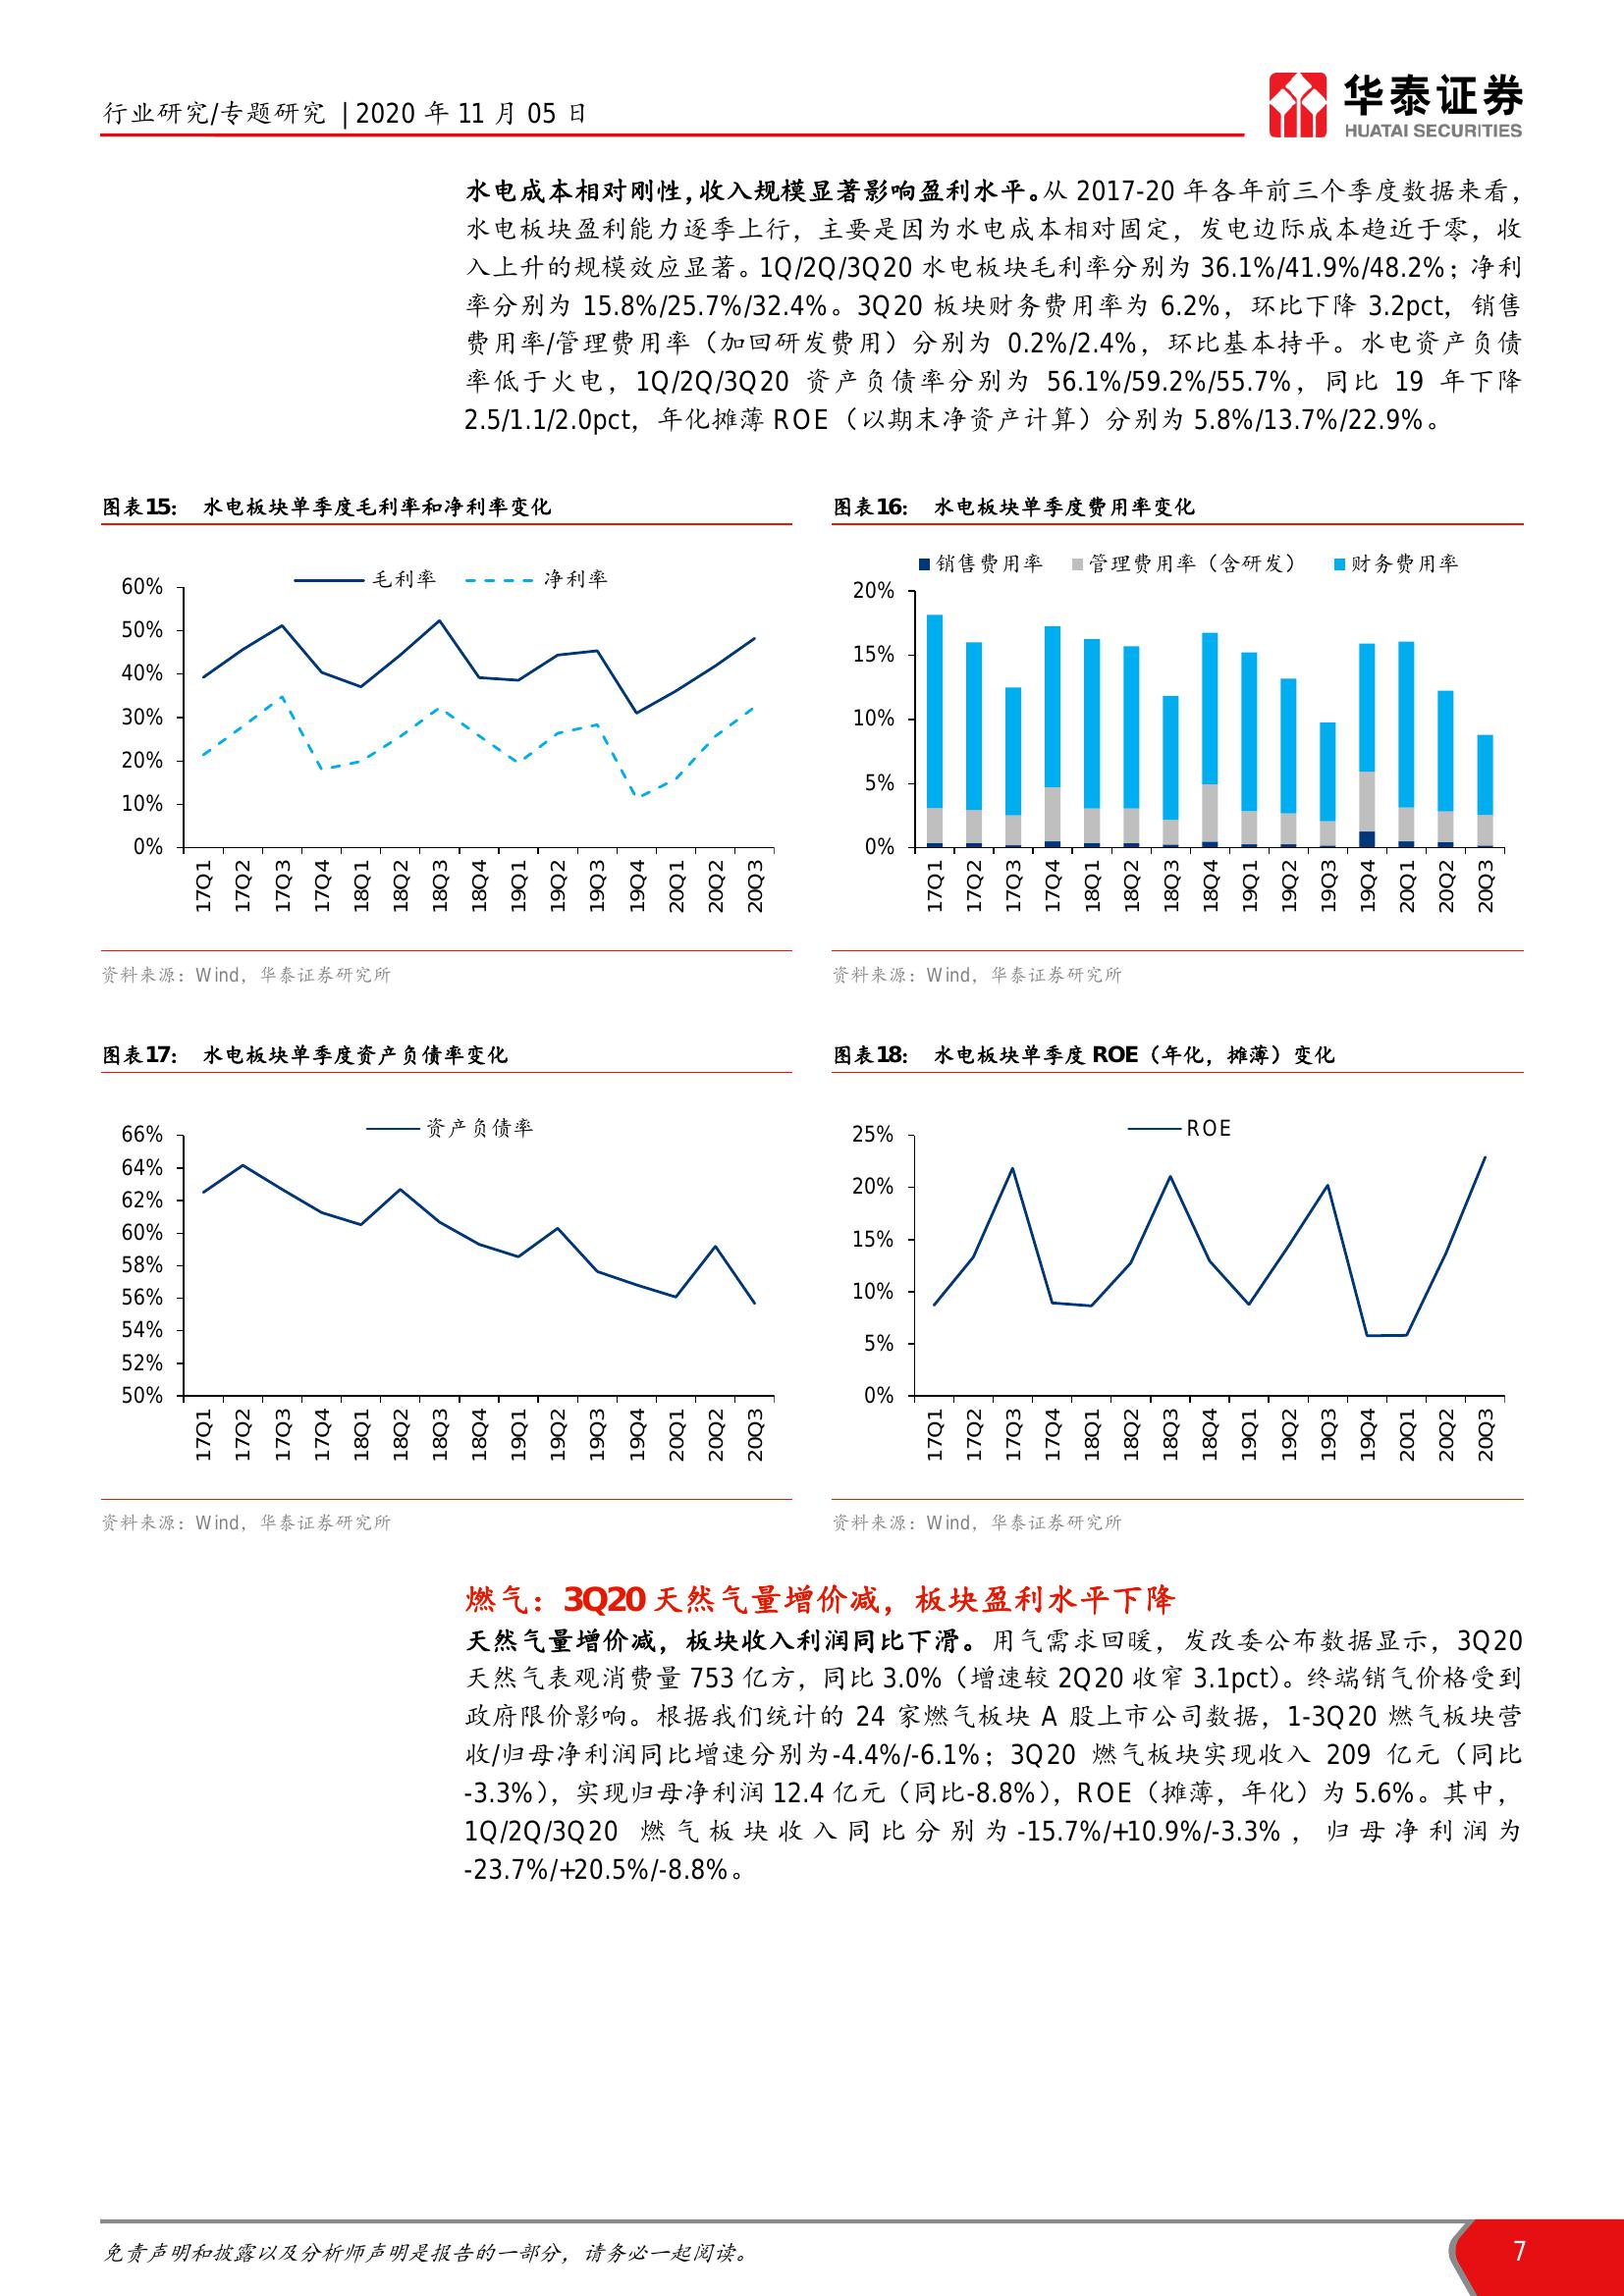 行业研究/专题研究 | 2020 年 11 月 05 日
华泰证券
HUATAI SECURITIES
水电成本相对刚性,收入规模显著影响盈利水平。从 2017-20 年各年前三个季度数据来看，
水电板块盈利能力逐季上行，主要是因为水电成本相对固定，发电边际成本趋近于零，收
入上升的规模效应显著。1Q/2Q/3Q20 水电板块毛利率分别为 36.1%/41.9%/48.2%；净利
率分别为 15.8%/25.7%/32.4%。3Q20 板块财务费用率为 6.2%，环比下降 3.2pct，销售
费用率/管理费用率（加回研发费用）分别为 0.2%/2.4%，环比基本持平。水电资产负债
率低于火电，1Q/2Q/3Q20 资产负债率分别为 56.1%/59.2%/55.7%，同比 19 年下降
2.5/1.1/2.0pct，年化摊薄 ROE（以期末净资产计算）分别为 5.8%/13.7%/22.9%。
图表15： 水电板块单季度毛利率和净利率变化
毛利率 净利率
60%
50%
40%
30%
20%
10%
0%
17Q1 17Q2 17Q3 17Q4 18Q1 18Q2 18Q3 18Q4 19Q1 19Q2 19Q3 19Q4 20Q1 20Q2 20Q3
资料来源：Wind，华泰证券研究所
图表16： 水电板块单季度费用率变化
销售费用率 管理费用率（含研发） 财务费用率
20%
15%
10%
5%
0%
17Q1 17Q2 17Q3 17Q4 18Q1 18Q2 18Q3 18Q4 19Q1 19Q2 19Q3 19Q4 20Q1 20Q2 20Q3
资料来源：Wind，华泰证券研究所
图表17： 水电板块单季度资产负债率变化
资产负债率
66%
64%
62%
60%
58%
56%
54%
52%
50%
17Q1 17Q2 17Q3 17Q4 18Q1 18Q2 18Q3 18Q4 19Q1 19Q2 19Q3 19Q4 20Q1 20Q2 20Q3
资料来源：Wind，华泰证券研究所
图表18： 水电板块单季度 ROE（年化，摊薄）变化
ROE
25%
20%
15%
10%
5%
0%
17Q1 17Q2 17Q3 17Q4 18Q1 18Q2 18Q3 18Q4 19Q1 19Q2 19Q3 19Q4 20Q1 20Q2 20Q3
资料来源：Wind，华泰证券研究所
燃气：3Q20 天然气量增价减，板块盈利水平下降
天然气量增价减，板块收入利润同比下滑。用气需求回暖，发改委公布数据显示，3Q20
天然气表观消费量 753 亿方，同比 3.0%（增速较 2Q20 收窄 3.1pct）。终端销气价格受到
政府限价影响。根据我们统计的 24 家燃气板块 A 股上市公司数据，1-3Q20 燃气板块营
收/归母净利润同比增速分别为-4.4%/-6.1%；3Q20 燃气板块实现收入 209 亿元（同比
-3.3%），实现归母净利润 12.4 亿元（同比-8.8%），ROE（摊薄，年化）为 5.6%。其中，
1Q/2Q/3Q20 燃气板块收入同比分别为-15.7%/+10.9%/-3.3%，归母净利润为
-23.7%/+20.5%/-8.8%。
免责声明和披露以及分析师声明是报告的一部分，请务必一起阅读。
7